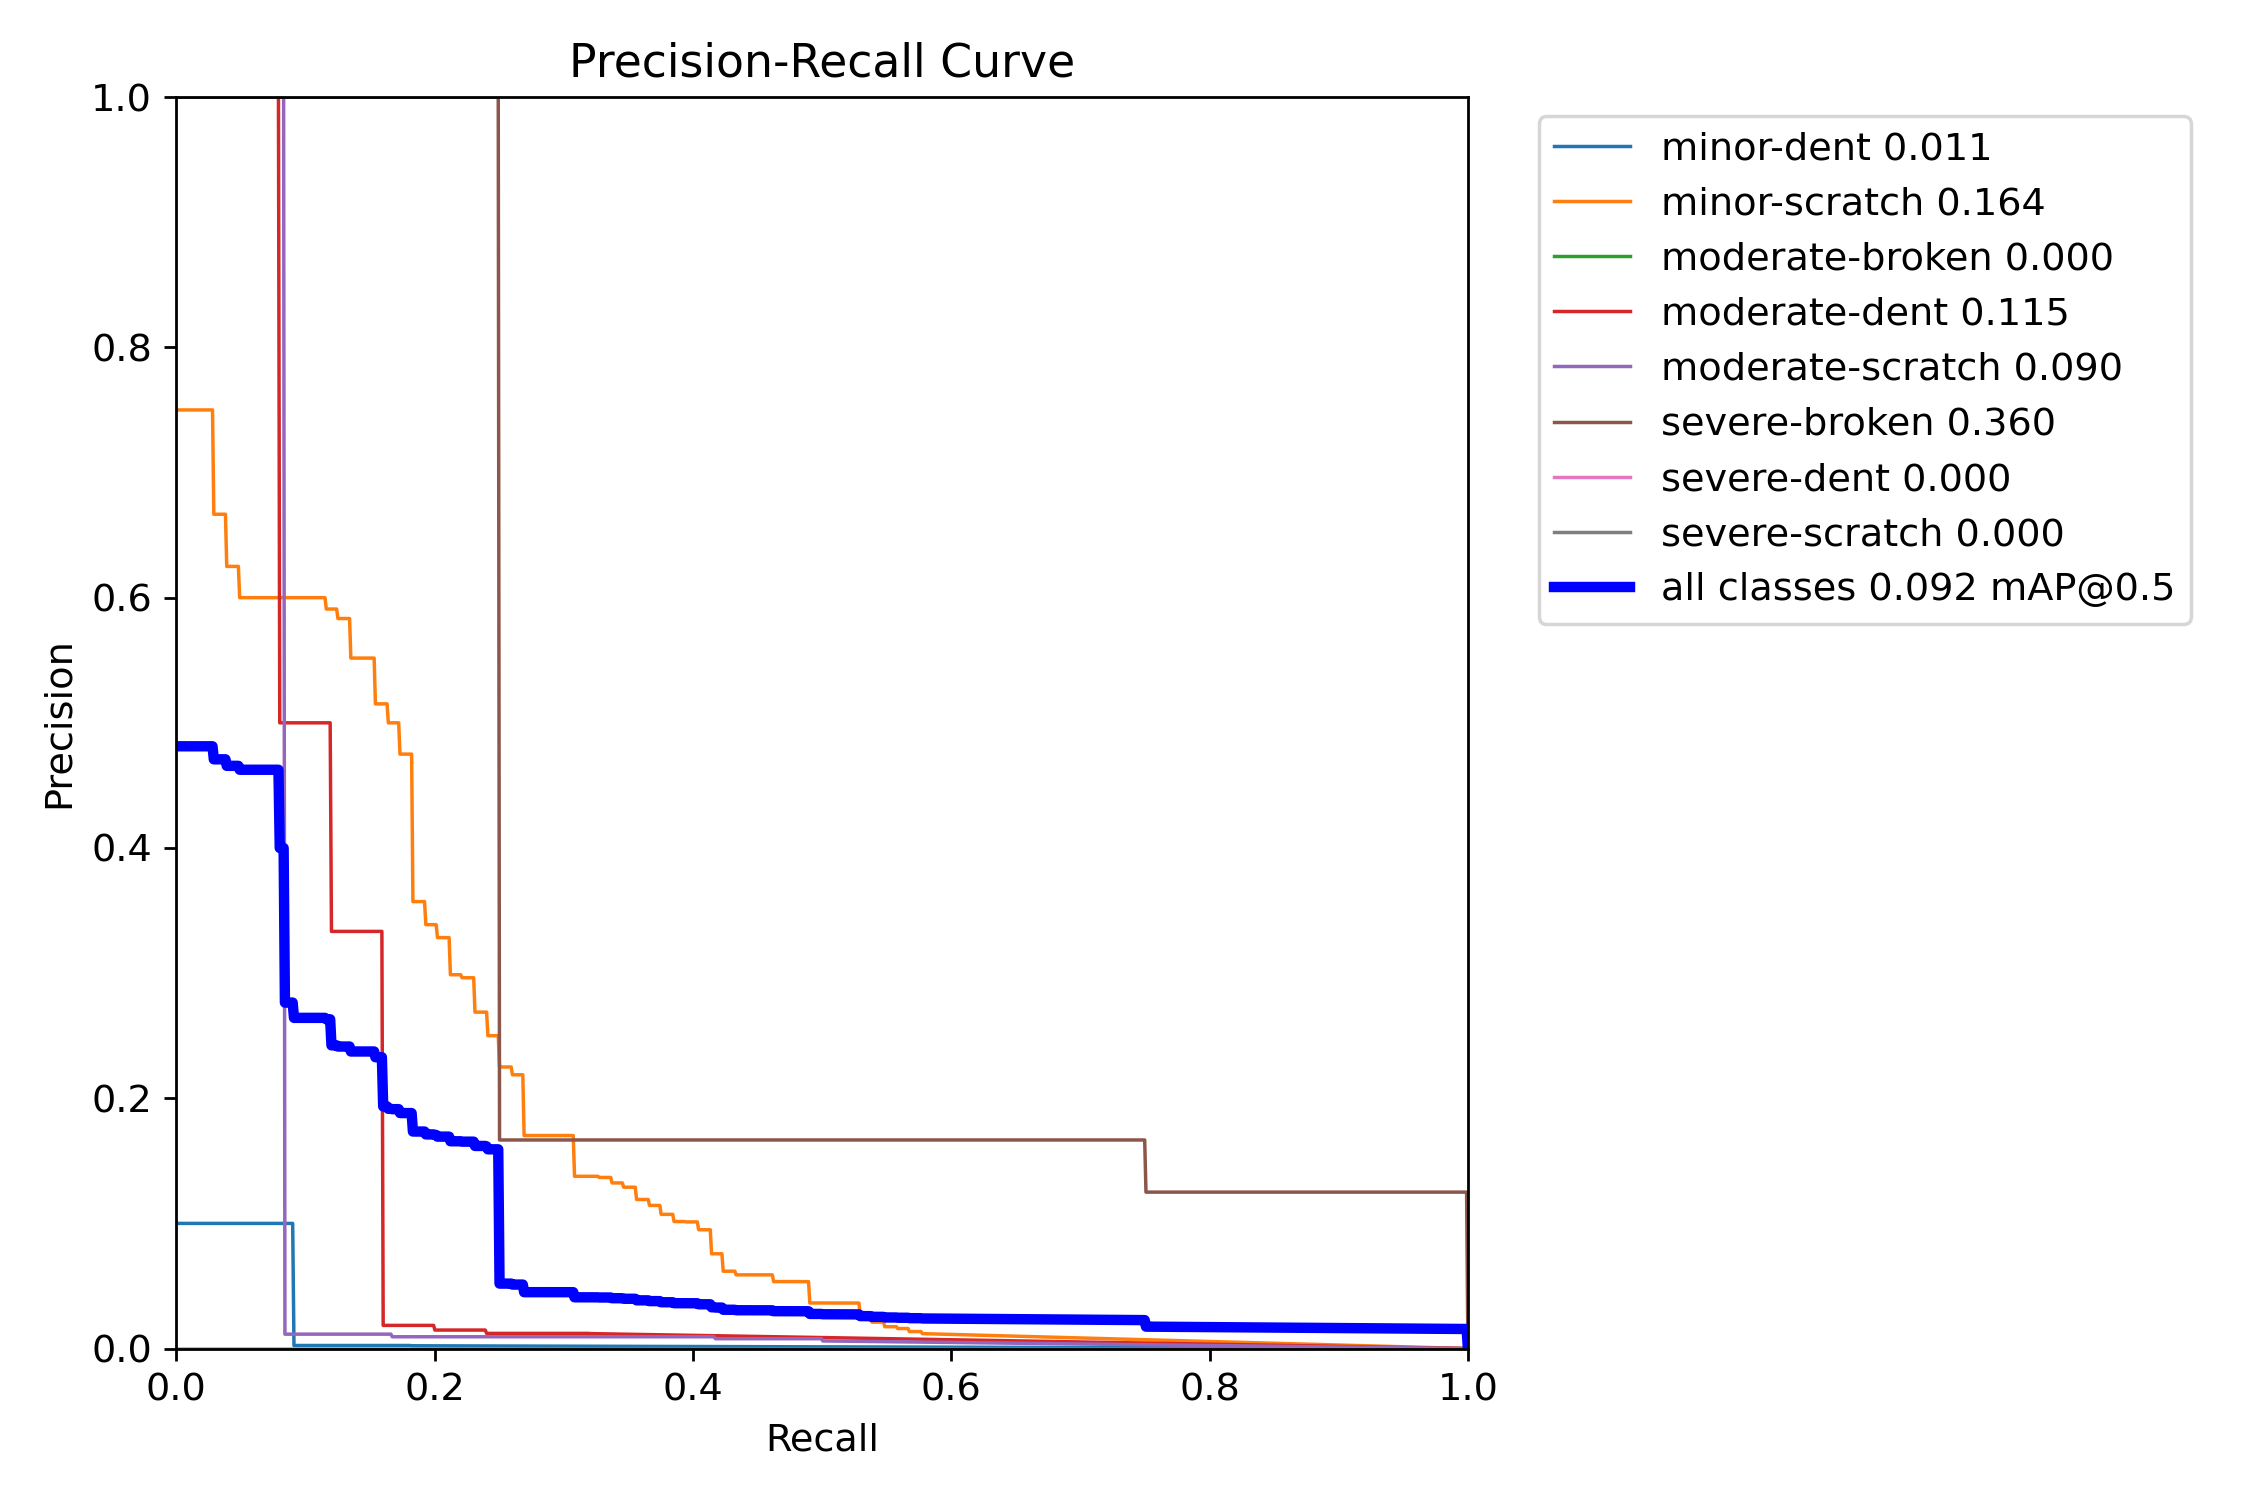 Precision-Recall Curve
1.0
0.8
0.6
0.4
0.2
0.0
Precision
0.0 0.2 0.4 0.6 0.8 1.0
Recall
minor-dent 0.011
minor-scratch 0.164
moderate-broken 0.000
moderate-dent 0.115
moderate-scratch 0.090
severe-broken 0.360
severe-dent 0.000
severe-scratch 0.000
all classes 0.092 mAP@0.5